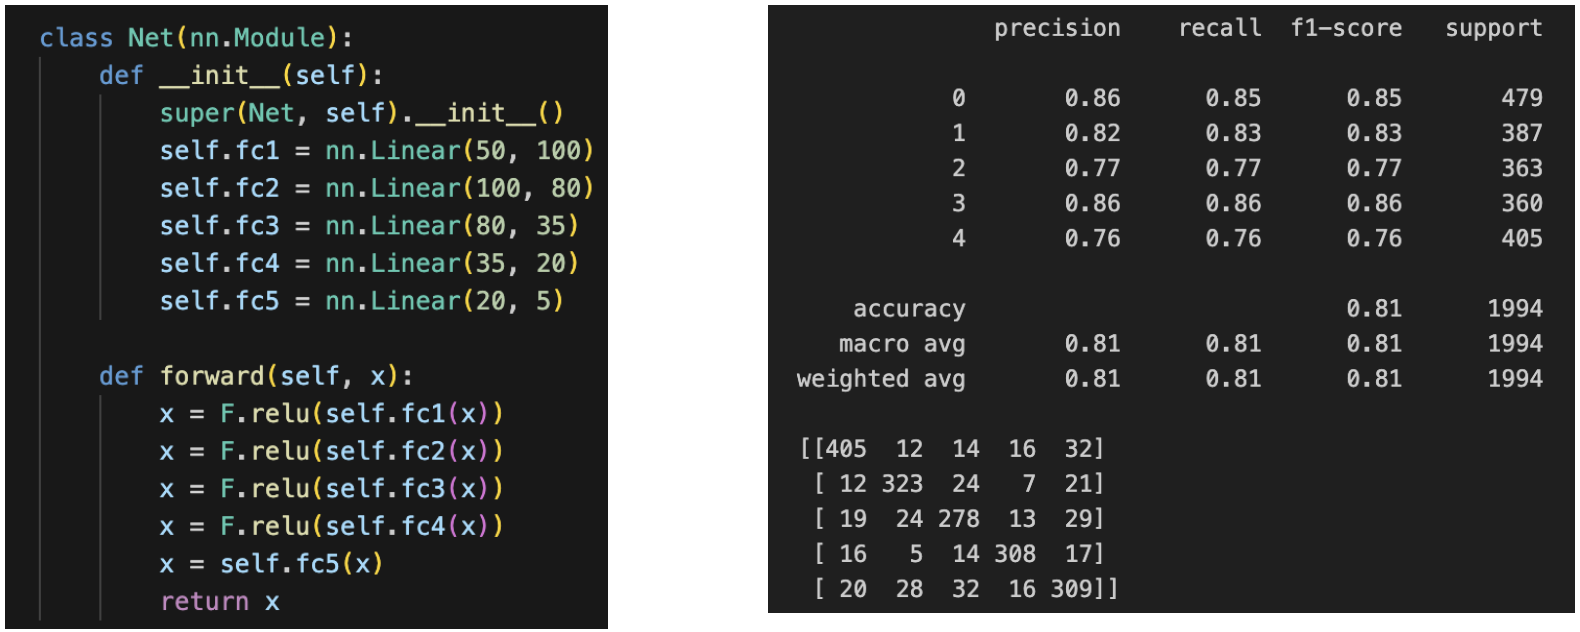 class Net(nn.Module):
    def __init__(self):
        super(Net, self).__init__()
        self.fc1 = nn.Linear(50, 100)
        self.fc2 = nn.Linear(100, 80)
        self.fc3 = nn.Linear(80, 35)
        self.fc4 = nn.Linear(35, 20)
        self.fc5 = nn.Linear(20, 5)
    def forward(self, x):
        x = F.relu(self.fc1(x))
        x = F.relu(self.fc2(x))
        x = F.relu(self.fc3(x))
        x = F.relu(self.fc4(x))
        x = self.fc5(x)
        return x
precision recall f1-score support
0 0.86 0.85 0.85 479
1 0.82 0.83 0.83 387
2 0.77 0.77 0.77 363
3 0.86 0.86 0.86 360
4 0.76 0.76 0.76 405
accuracy 0.81 1994
macro avg 0.81 0.81 0.81 1994
weighted avg 0.81 0.81 0.81 1994
[[405 12 14 16 32]
[ 12 323 24 7 21]
[ 19 24 278 13 29]
[ 16 5 14 308 17]
[ 20 28 32 16 309]]